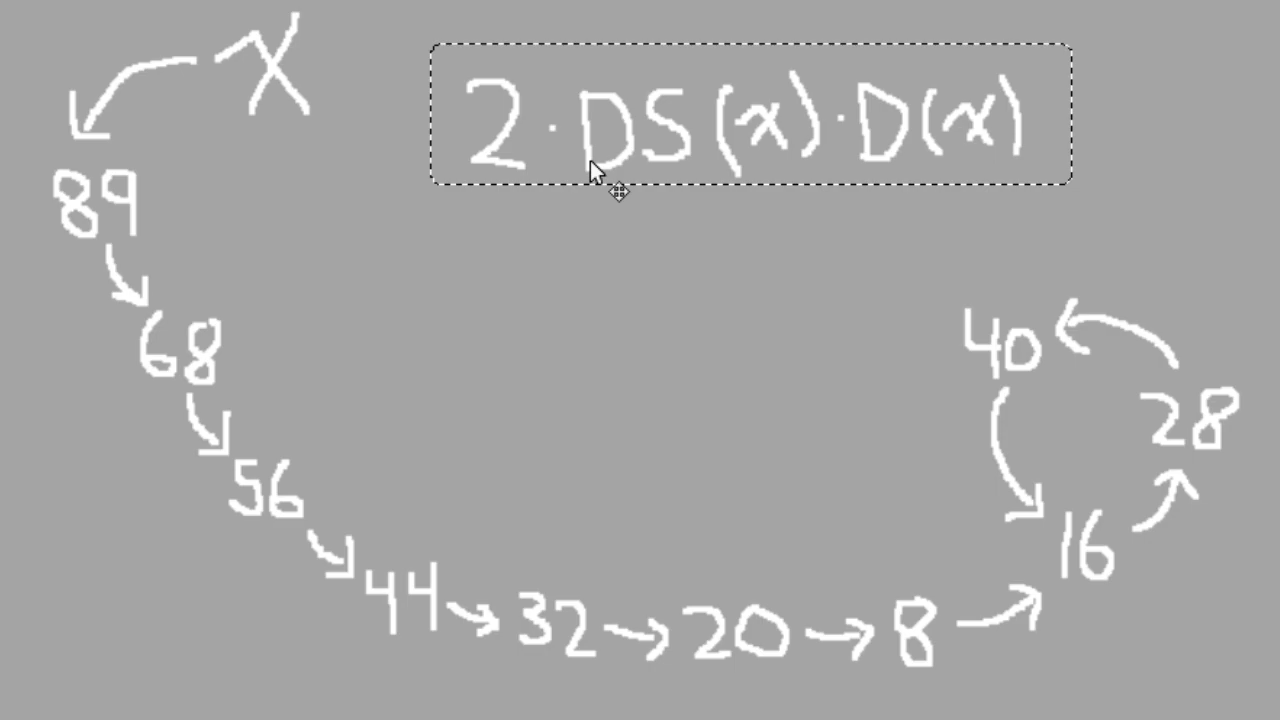 x
2 · DS(x) · D(x)
89
68
40
28
56
16
44 → 32 → 20 → 8